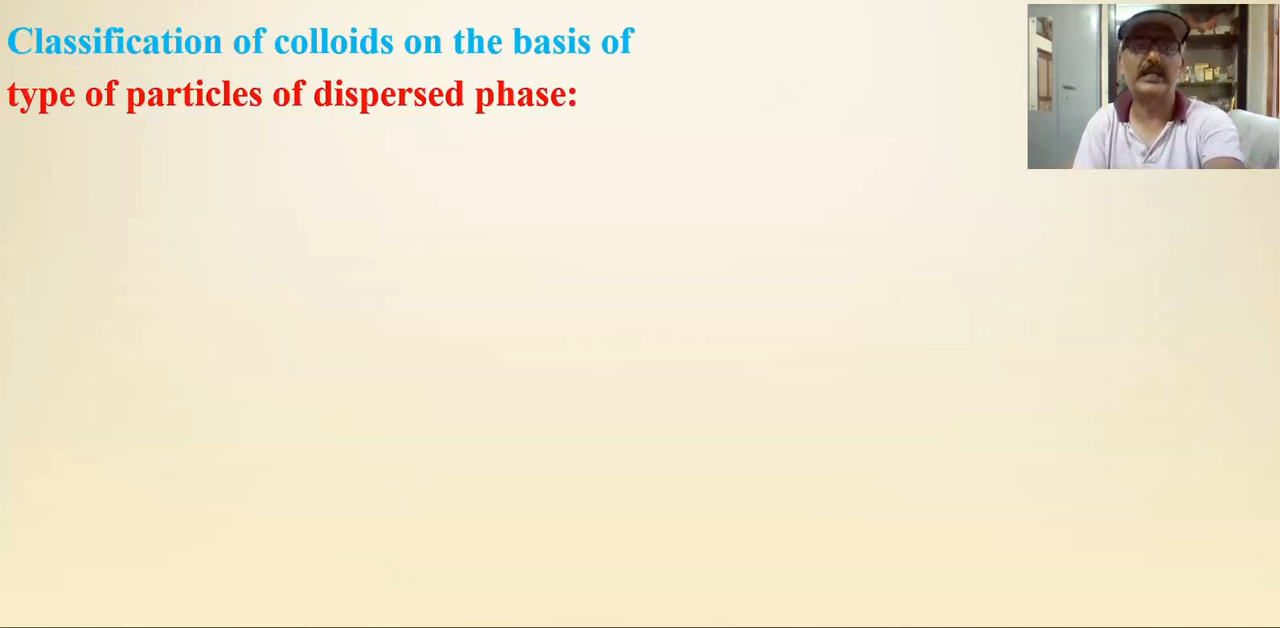 Classification of colloids on the basis of
type of particles of dispersed phase: